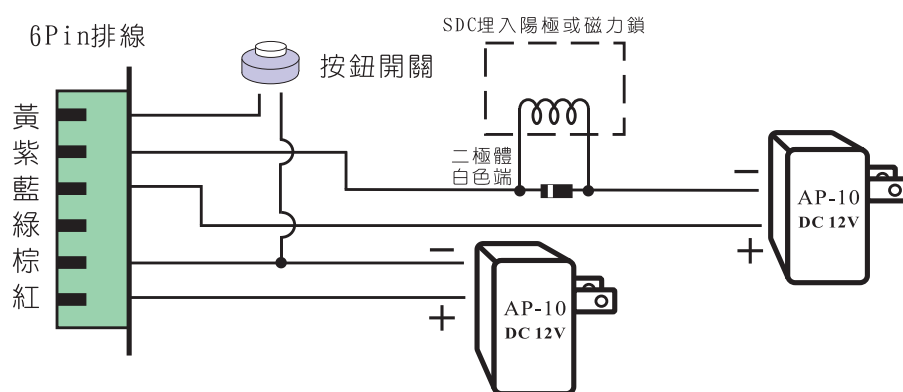 SDC埋入陽極或磁力鎖
6Pin排線
按鈕開關
黃
紫
藍
綠
棕
紅
二極體
白色端
−
+
AP-10
DC 12V
−
+
AP-10
DC 12V